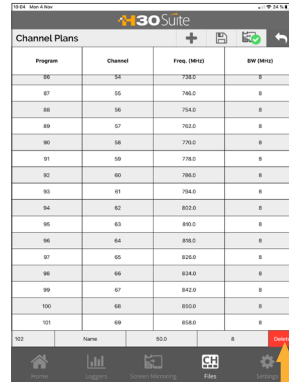 10:04 Mon 4 Nov 24 %
H30 Suite
Channel Plans
Program Channel Freq. (MHz) BW (MHz)
86 54 738.0 8
87 55 746.0 8
88 56 754.0 8
89 57 762.0 8
90 58 770.0 8
91 59 778.0 8
92 60 786.0 8
93 61 794.0 8
94 62 802.0 8
95 63 810.0 8
96 64 818.0 8
97 65 826.0 8
98 66 834.0 8
99 67 842.0 8
100 68 850.0 8
101 69 858.0 8
102 Name 50.0 8 Delete
CH
Home Loggers Screen Mirroring Files Settings